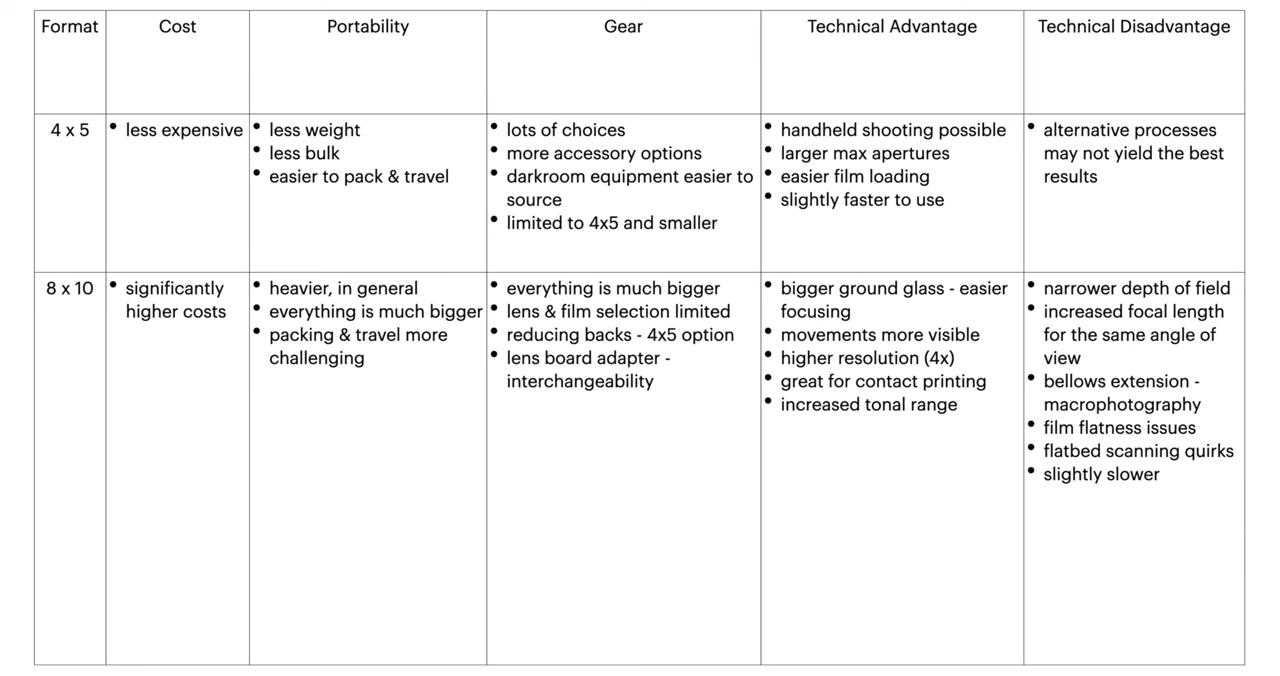 Format
Cost
Portability
Gear
Technical Advantage
Technical Disadvantage
4 x 5
• less expensive
• less weight
• less bulk
• easier to pack & travel
• lots of choices
• more accessory options
• darkroom equipment easier to
source
• limited to 4x5 and smaller
• handheld shooting possible
• larger max apertures
• easier film loading
• slightly faster to use
• alternative processes
may not yield the best
results
8 x 10
• significantly
higher costs
• heavier, in general
• everything is much bigger
• packing & travel more
challenging
• everything is much bigger
• lens & film selection limited
• reducing backs - 4x5 option
• lens board adapter -
interchangeability
• bigger ground glass - easier
focusing
• movements more visible
• higher resolution (4x)
• great for contact printing
• increased tonal range
• narrower depth of field
• increased focal length
for the same angle of
view
• bellows extension -
macrophotography
• film flatness issues
• flatbed scanning quirks
• slightly slower